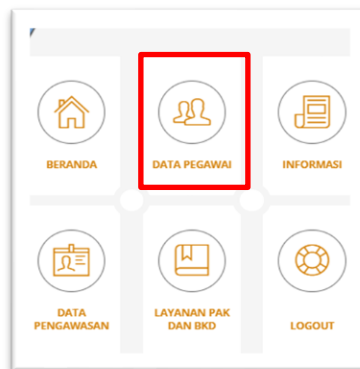 BERANDA
DATA PEGAWAI
INFORMASI
DATA
PENGAWASAN
LAYANAN PAK
DAN BKD
LOGOUT